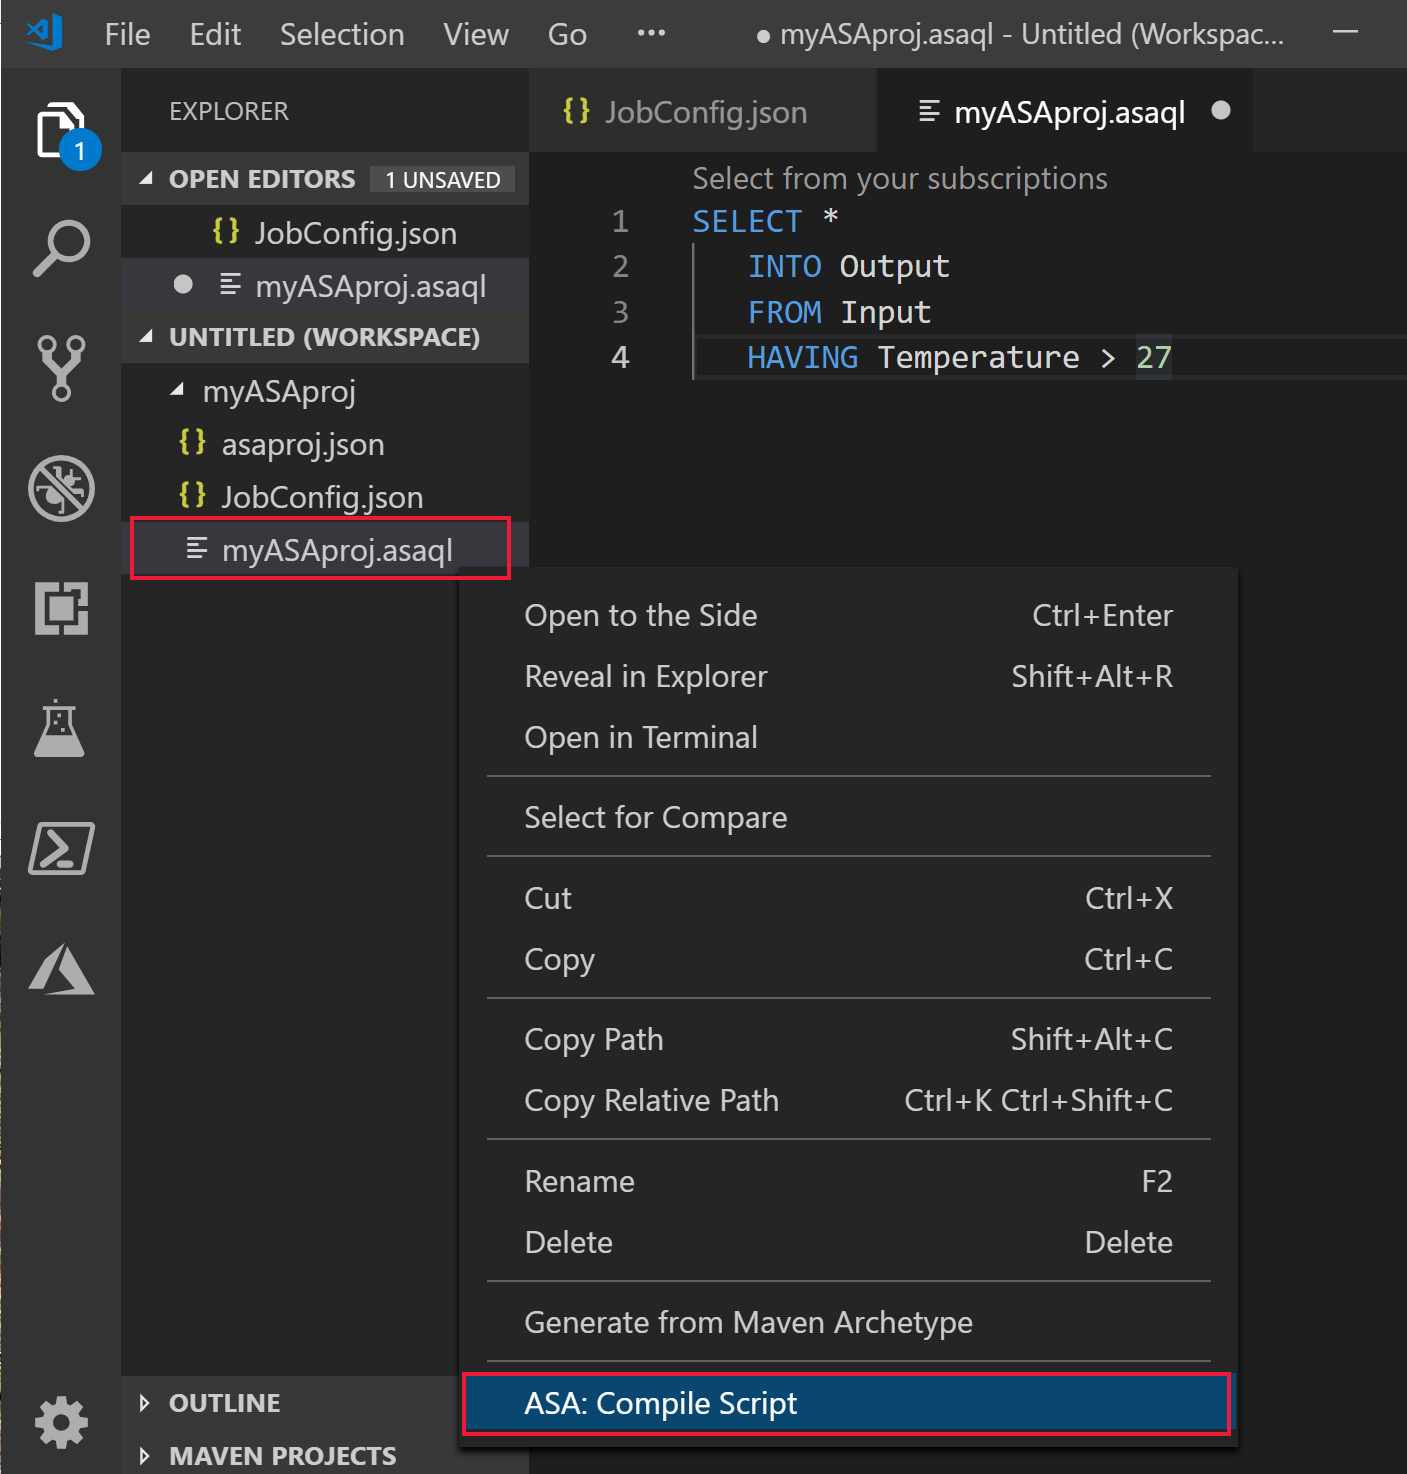 File Edit Selection View Go ••• ● myASAproj.asaql - Untitled (Workspac...
1
EXPLORER
OPEN EDITORS 1 UNSAVED
{} JobConfig.json
● myASAproj.asaql
UNTITLED (WORKSPACE)
myASAproj
{} asaproj.json
{} JobConfig.json
myASAproj.asaql
OUTLINE
MAVEN PROJECTS
{} JobConfig.json myASAproj.asaql ●
Select from your subscriptions
1 SELECT *
2 INTO Output
3 FROM Input
4 HAVING Temperature > 27
Open to the Side Ctrl+Enter
Reveal in Explorer Shift+Alt+R
Open in Terminal
Select for Compare
Cut Ctrl+X
Copy Ctrl+C
Copy Path Shift+Alt+C
Copy Relative Path Ctrl+K Ctrl+Shift+C
Rename F2
Delete Delete
Generate from Maven Archetype
ASA: Compile Script